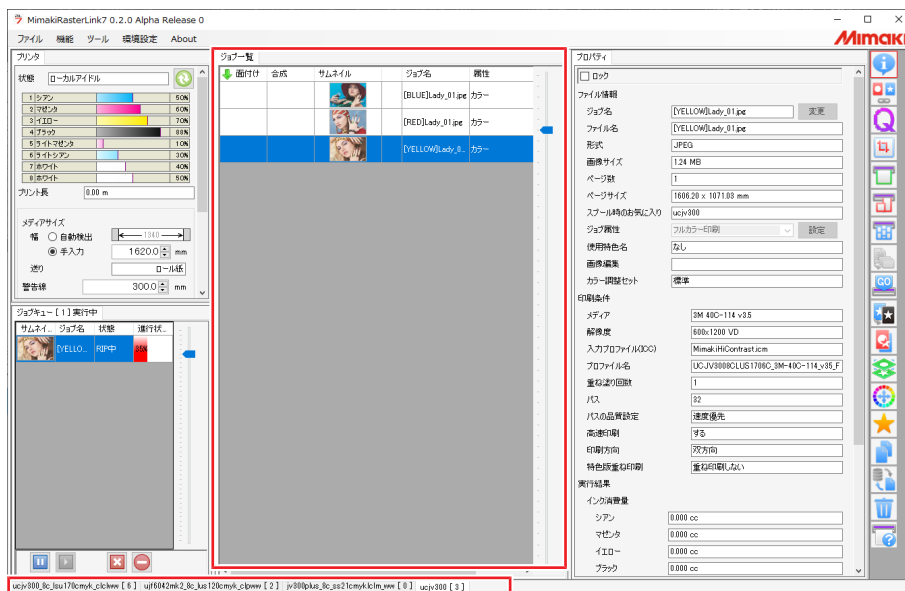 MimakiRasterLink7 0.2.0 Alpha Release 0
ファイル 機能 ツール 環境設定 About
Mimaki
プリンタ
状態 ローカルアイドル
1 シアン 50%
2 マゼンタ 60%
3 イエロー 70%
4 ブラック 88%
5 ライトマゼンタ 10%
6 ライトシアン 30%
7 ホワイト 40%
8 ホワイト 50%
プリント長 0.00 m
メディアサイズ
幅 自動検出 1340
手入力 1620.0 mm
送り ロール紙
警告線 300.0 mm
ジョブキュー [ 1 ] 実行中
サムネイ... ジョブ名 状態 進行状...
[YELLO... RIP中 35%
ジョブ一覧
面付け 合成 サムネイル ジョブ名 属性
[BLUE]Lady_01.jpg カラー
[RED]Lady_01.jpg カラー
[YELLOW]Lady_0... カラー
プロパティ
ロック
ファイル情報
ジョブ名 [YELLOW]Lady_01.jpg 変更
ファイル名 [YELLOW]Lady_01.jpg
形式 JPEG
画像サイズ 1.24 MB
ページ数 1
ページサイズ 1606.20 × 1071.03 mm
スプール時のお気に入り ucjv300
ジョブ属性 フルカラー印刷 設定
使用特色名 なし
画像編集
カラー調整セット 標準
印刷条件
メディア 3M 40C-114 v3.5
解像度 600x1200 VD
入力プロファイル(ICC) MimakiHiContrast.icm
プロファイル名 UCJV3008CLUS1706C_3M-40C-114_v35_F
重ね塗り回数 1
パス 32
パスの品質設定 速度優先
高速印刷 する
印刷方向 双方向
特色版重ね印刷 重ね印刷しない
実行結果
インク消費量
シアン 0.000 cc
マゼンタ 0.000 cc
イエロー 0.000 cc
ブラック 0.000 cc
GO
ucjv300_8c_lsu170cmyk_clclww [ 6 ] ujf6042mk2_8c_lus120cmyk_clpww [ 2 ] jv300plus_8c_ss21cmyklclm_ww [ 0 ] ucjv300 [ 3 ]